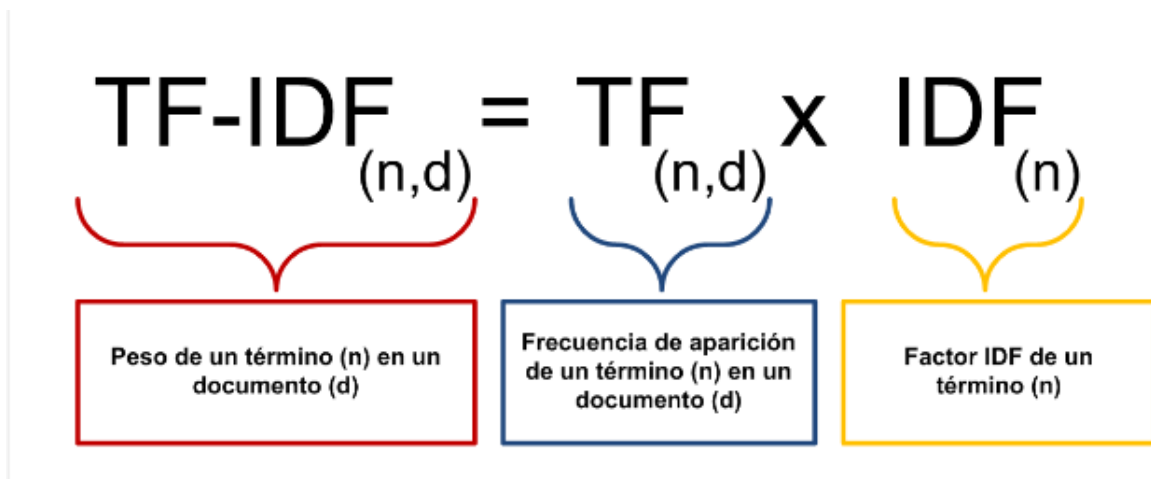 TF-IDF(n,d) = TF(n,d) x IDF(n)
Peso de un término (n) en un
documento (d)
Frecuencia de aparición
de un término (n) en un
documento (d)
Factor IDF de un
término (n)